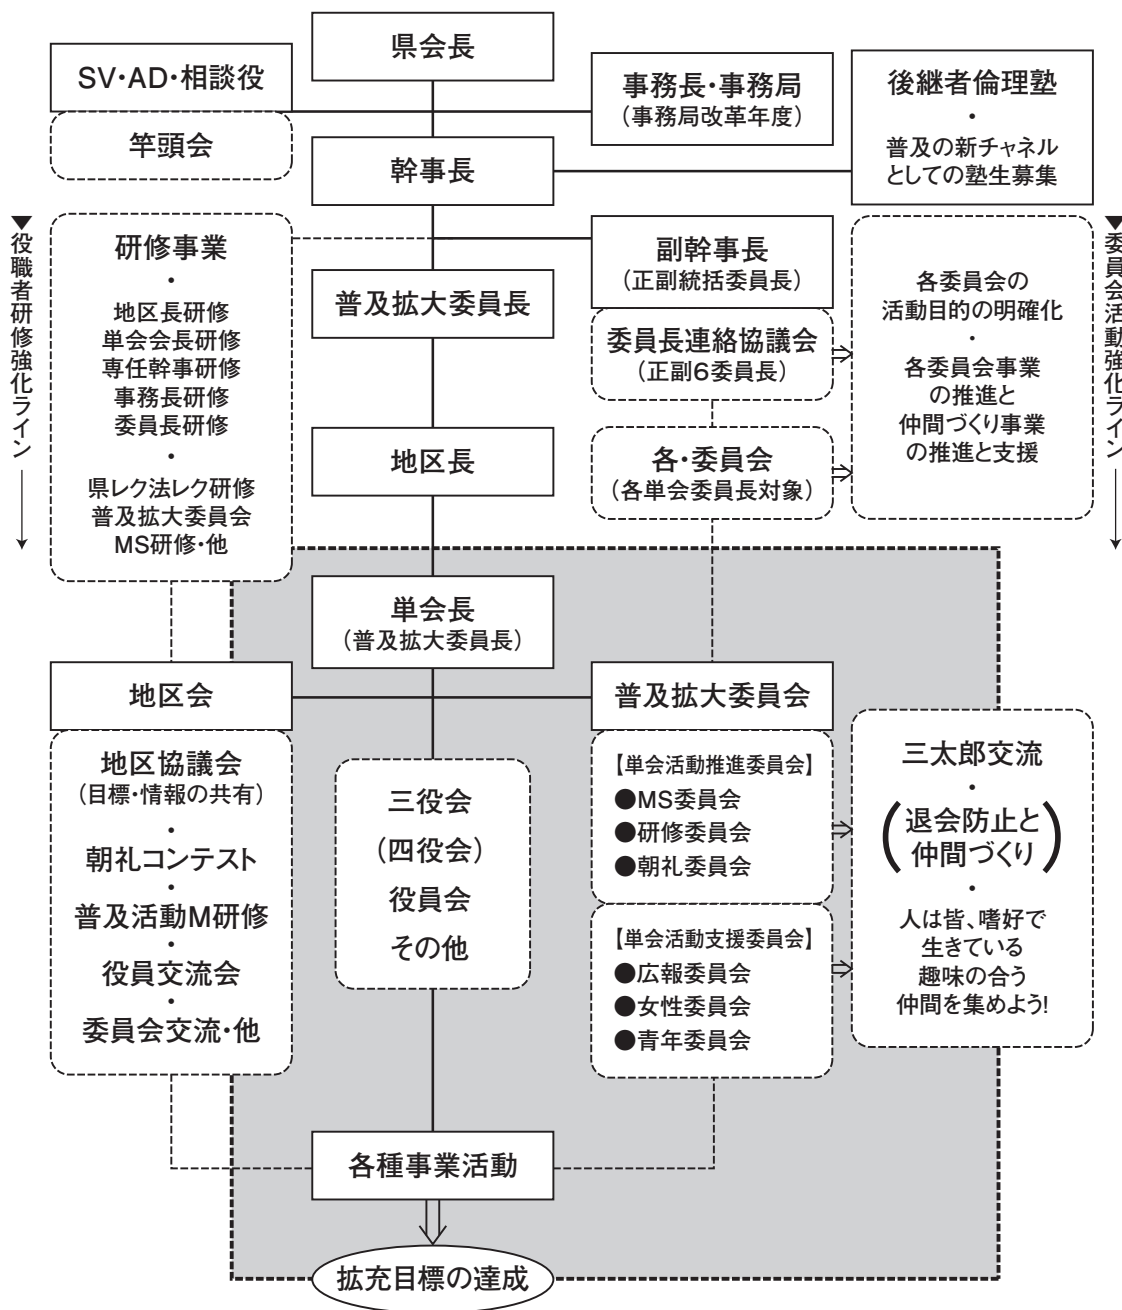 県会長
SV・AD・相談役
竿頭会
事務長・事務局
（事務局改革年度）
後継者倫理塾
・
普及の新チャネル
としての塾生募集
幹事長
▼役職者研修強化ライン
研修事業
・
地区長研修
単会会長研修
専任幹事研修
事務長研修
委員長研修
・
県レク法レク研修
普及拡大委員会
MS研修・他
副幹事長
（正副統括委員長）
普及拡大委員長
委員長連絡協議会
（正副6委員長）
各委員会の
活動目的の明確化
・
各委員会事業
の推進と
仲間づくり事業
の推進と支援
▼委員会活動強化ライン
地区長
各・委員会
（各単会委員長対象）
単会長
（普及拡大委員長）
地区会
普及拡大委員会
地区協議会
（目標・情報の共有）
・
朝礼コンテスト
・
普及活動M研修
・
役員交流会
・
委員会交流・他
三役会
（四役会）
役員会
その他
【単会活動推進委員会】
●MS委員会
●研修委員会
●朝礼委員会
【単会活動支援委員会】
●広報委員会
●女性委員会
●青年委員会
三太郎交流
・
（退会防止と
仲間づくり）
・
人は皆、嗜好で
生きている
趣味の合う
仲間を集めよう!
各種事業活動
拡充目標の達成